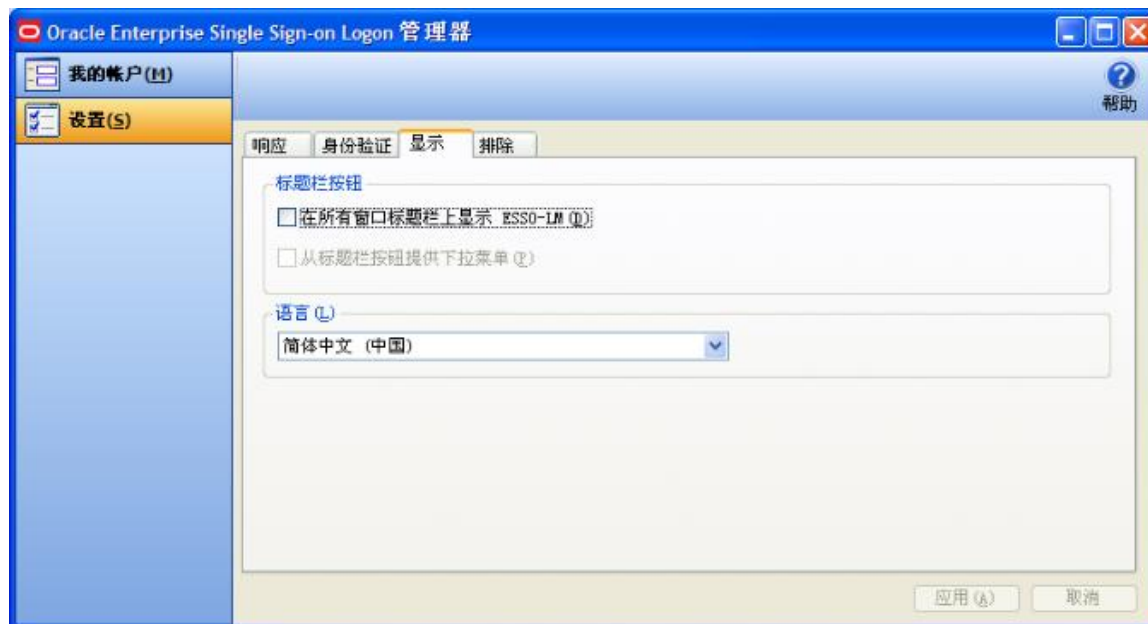 Oracle Enterprise Single Sign-on Logon 管理器
我的帐户(M)
设置(S)
帮助
响应 身份验证 显示 排除
标题栏按钮
在所有窗口标题栏上显示 ESSO-LM(D)
从标题栏按钮提供下拉菜单(P)
语言(L)
简体中文 (中国)
应用(A) 取消